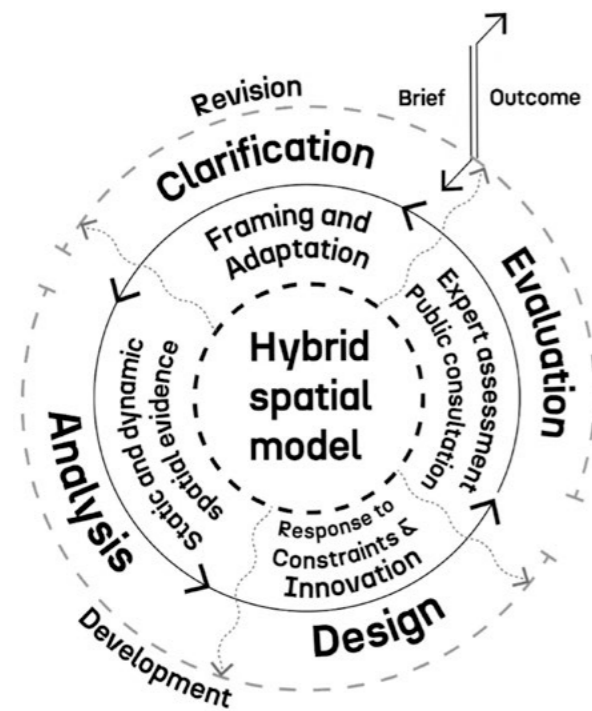 Revision
Brief
Outcome
Clarification
Framing and
Adaptation
Evaluation
Expert assessment
Public consultation
Hybrid
spatial
model
Analysis
Static and dynamic
spatial evidence
Response to
Constraints &
Innovation
Design
Development